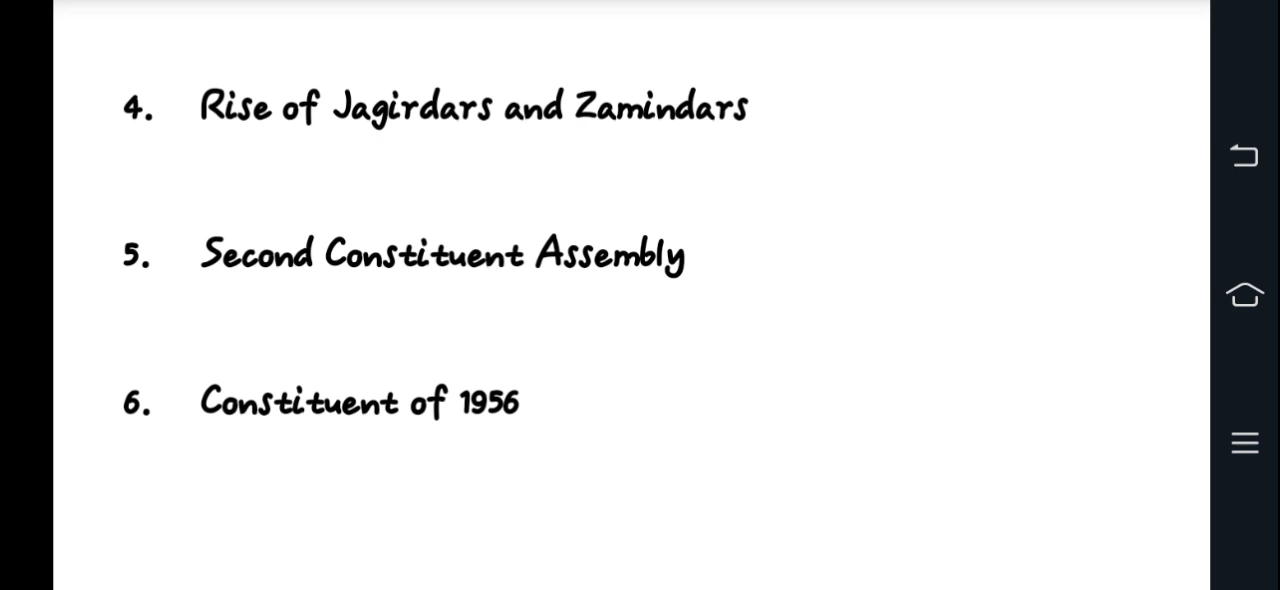 4. Rise of Jagirdars and Zamindars
5. Second Constituent Assembly
6. Constituent of 1956